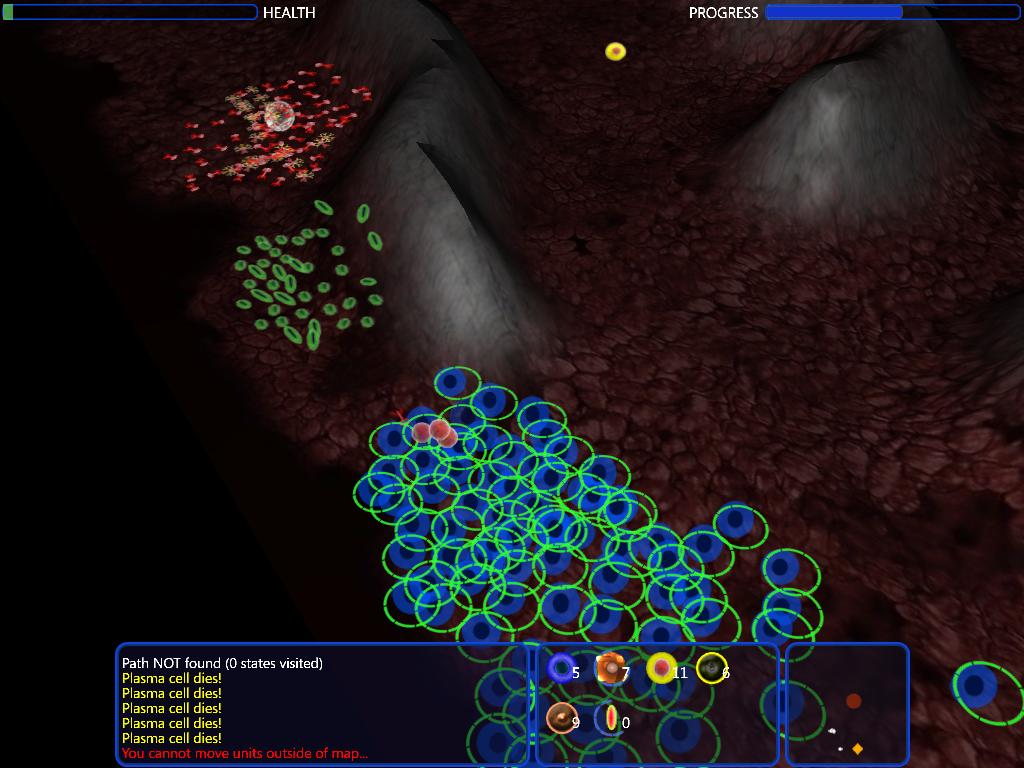 HEALTH
PROGRESS
Path NOT found (0 states visited)
Plasma cell dies!
Plasma cell dies!
Plasma cell dies!
Plasma cell dies!
Plasma cell dies!
You cannot move units outside of map...
5 7 11 6
9 0